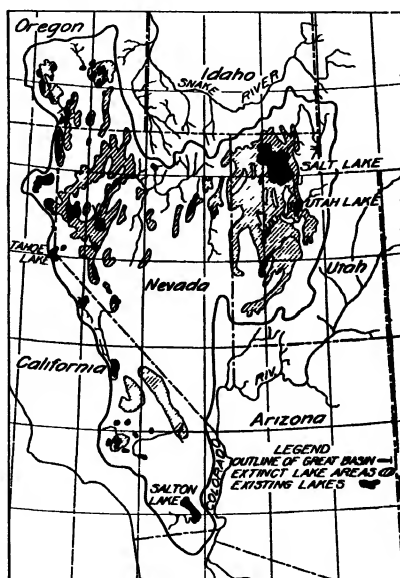 Oregon
Idaho
SNAKE RIVER
SALT LAKE
UTAH LAKE
TAHOE
LAKE
Utah
Nevada
California
RIV.
Arizona
COLORADO
LEGEND
OUTLINE OF GREAT BASIN
EXTINCT LAKE AREAS
EXISTING LAKES
SALTON
LAKE